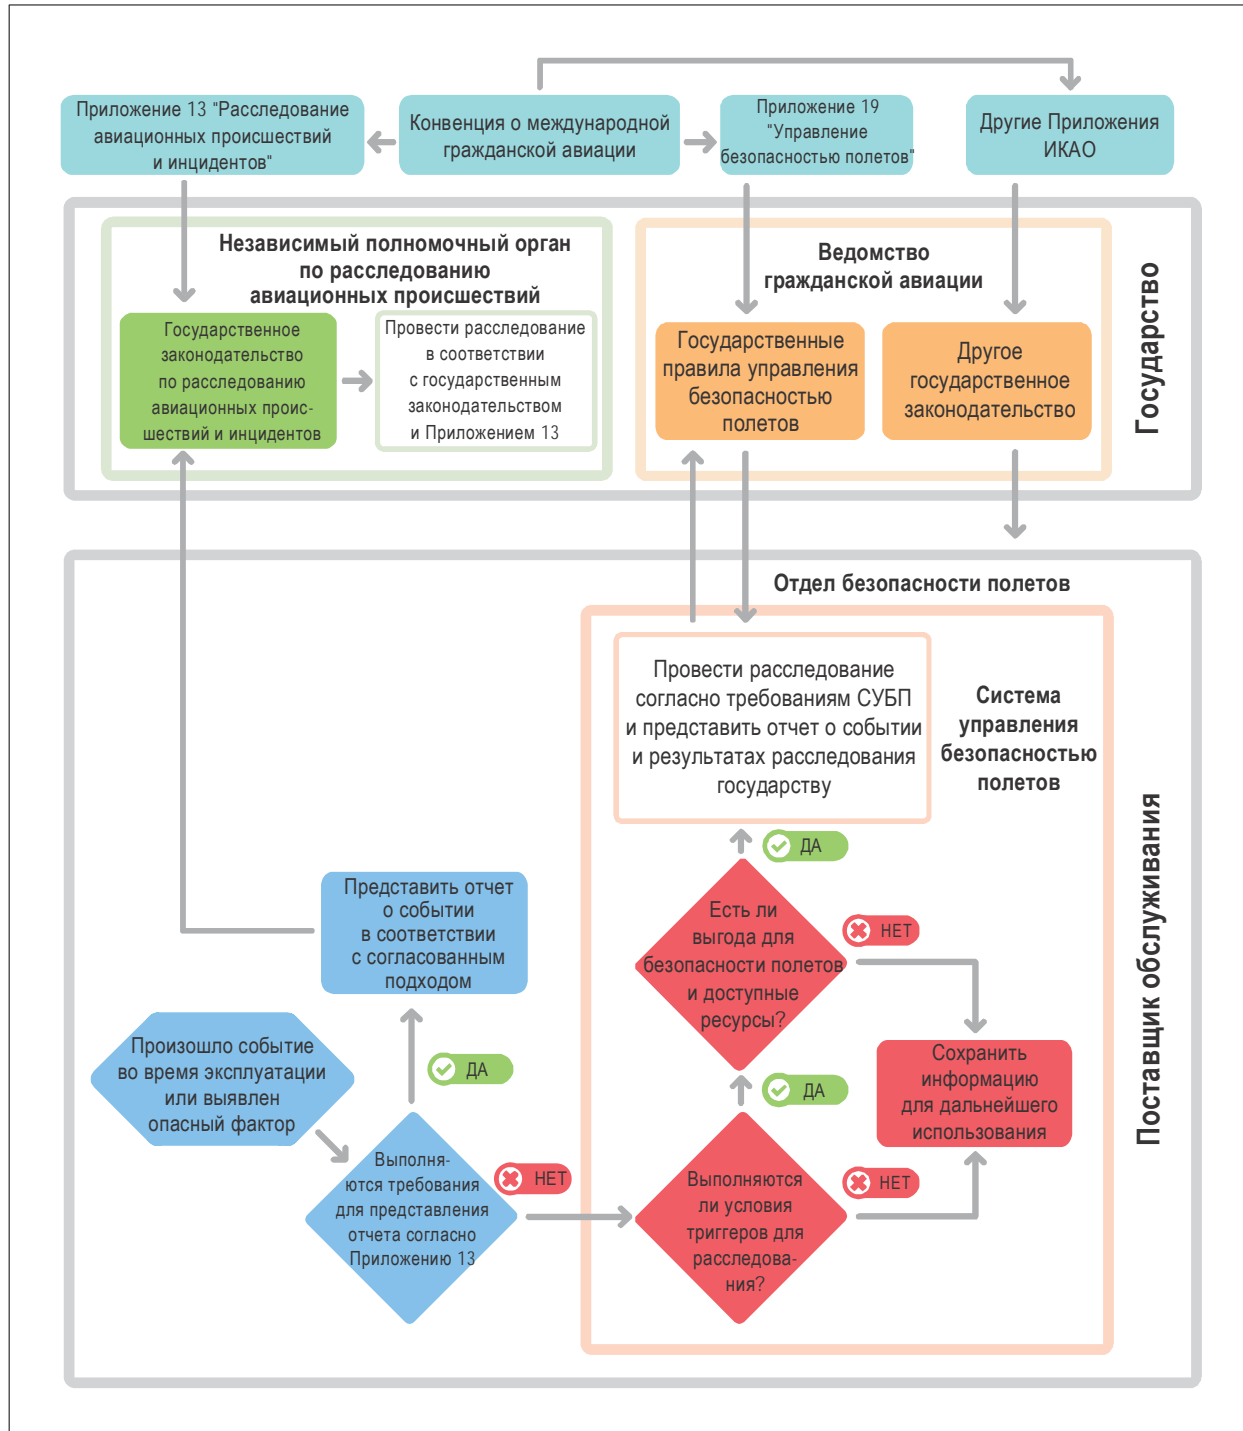 Приложение 13 "Расследование
авиационных происшествий
и инцидентов"
Конвенция о международной
гражданской авиации
Приложение 19
"Управление
безопасностью полетов"
Другие Приложения
ИКАО
Независимый полномочный орган
по расследованию
авиационных происшествий
Государственное
законодательство
по расследованию
авиационных проис-
шествий и инцидентов
Провести расследование
в соответствии
с государственным
законодательством
и Приложением 13
Ведомство
гражданской авиации
Государственные
правила управления
безопасностью
полетов
Другое
государственное
законодательство
Государство
Отдел безопасности полетов
Провести расследование
согласно требованиям СУБП
и представить отчет о событии
и результатах расследования
государству
Система
управления
безопасностью
полетов
ДА
Есть ли
выгода для
безопасности полетов
и доступные
ресурсы?
НЕТ
Представить отчет
о событии
в соответствии
с согласованным
подходом
Произошло событие
во время эксплуатации
или выявлен
опасный фактор
ДА
ДА
Сохранить
информацию
для дальнейшего
использования
Выполня-
ются требования
для представления
отчета согласно
Приложению 13
НЕТ
Выполняются
ли условия
триггеров для
расследова-
ния?
НЕТ
Поставщик обслуживания